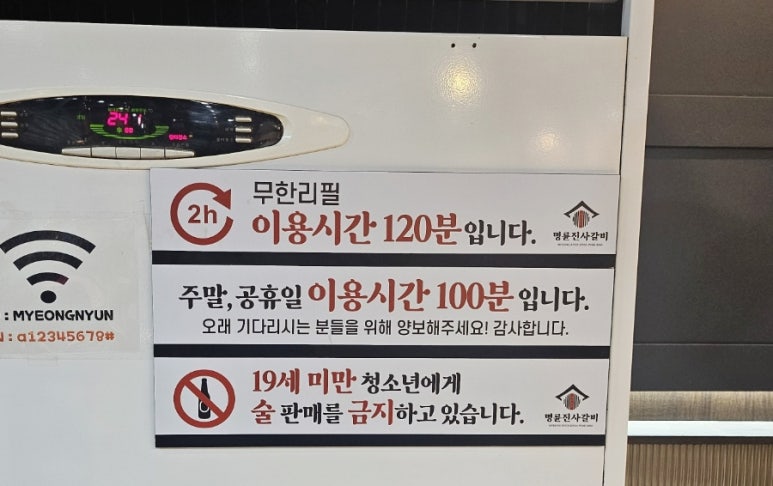 241
2h
무한리필
이용시간 120분입니다.
명륜진사갈비
: MYEONGNYUN
: a12345678#
주말, 공휴일 이용시간 100분 입니다.
오래 기다리시는 분들을 위해 양보해주세요! 감사합니다.
19세 미만 청소년에게
술 판매를 금지하고 있습니다.
명륜진사갈비